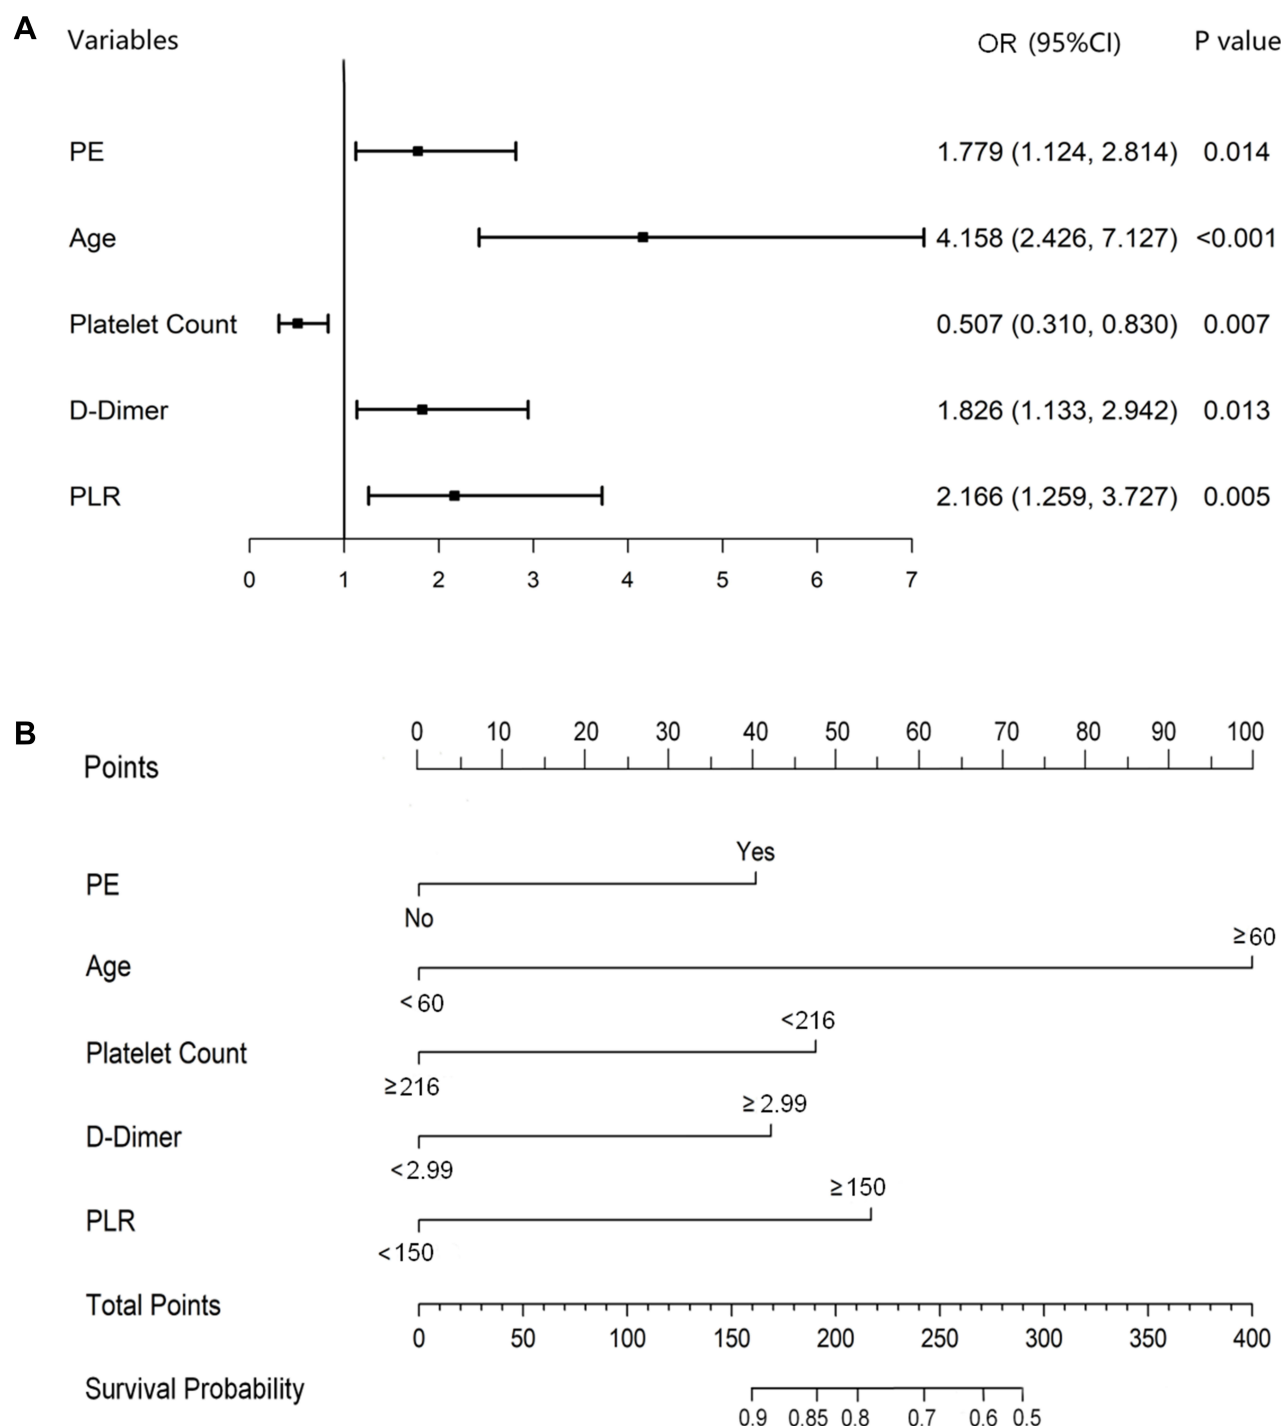 A
Variables OR (95%CI) P value
PE 1.779 (1.124, 2.814) 0.014
Age 4.158 (2.426, 7.127) <0.001
Platelet Count 0.507 (0.310, 0.830) 0.007
D-Dimer 1.826 (1.133, 2.942) 0.013
PLR 2.166 (1.259, 3.727) 0.005
0 1 2 3 4 5 6 7
B
0 10 20 30 40 50 60 70 80 90 100
Points
Yes
PE
No
≥60
Age
<60
<216
Platelet Count
≥216
≥2.99
D-Dimer
<2.99
≥150
PLR
<150
Total Points
0 50 100 150 200 250 300 350 400
Survival Probability
0.9 0.85 0.8 0.7 0.6 0.5